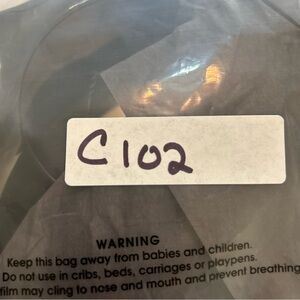 C102
WARNING
Keep this bag away from babies and children.
Do not use in cribs, beds, carriages or playpens.
film may cling to nose and mouth and prevent breathing